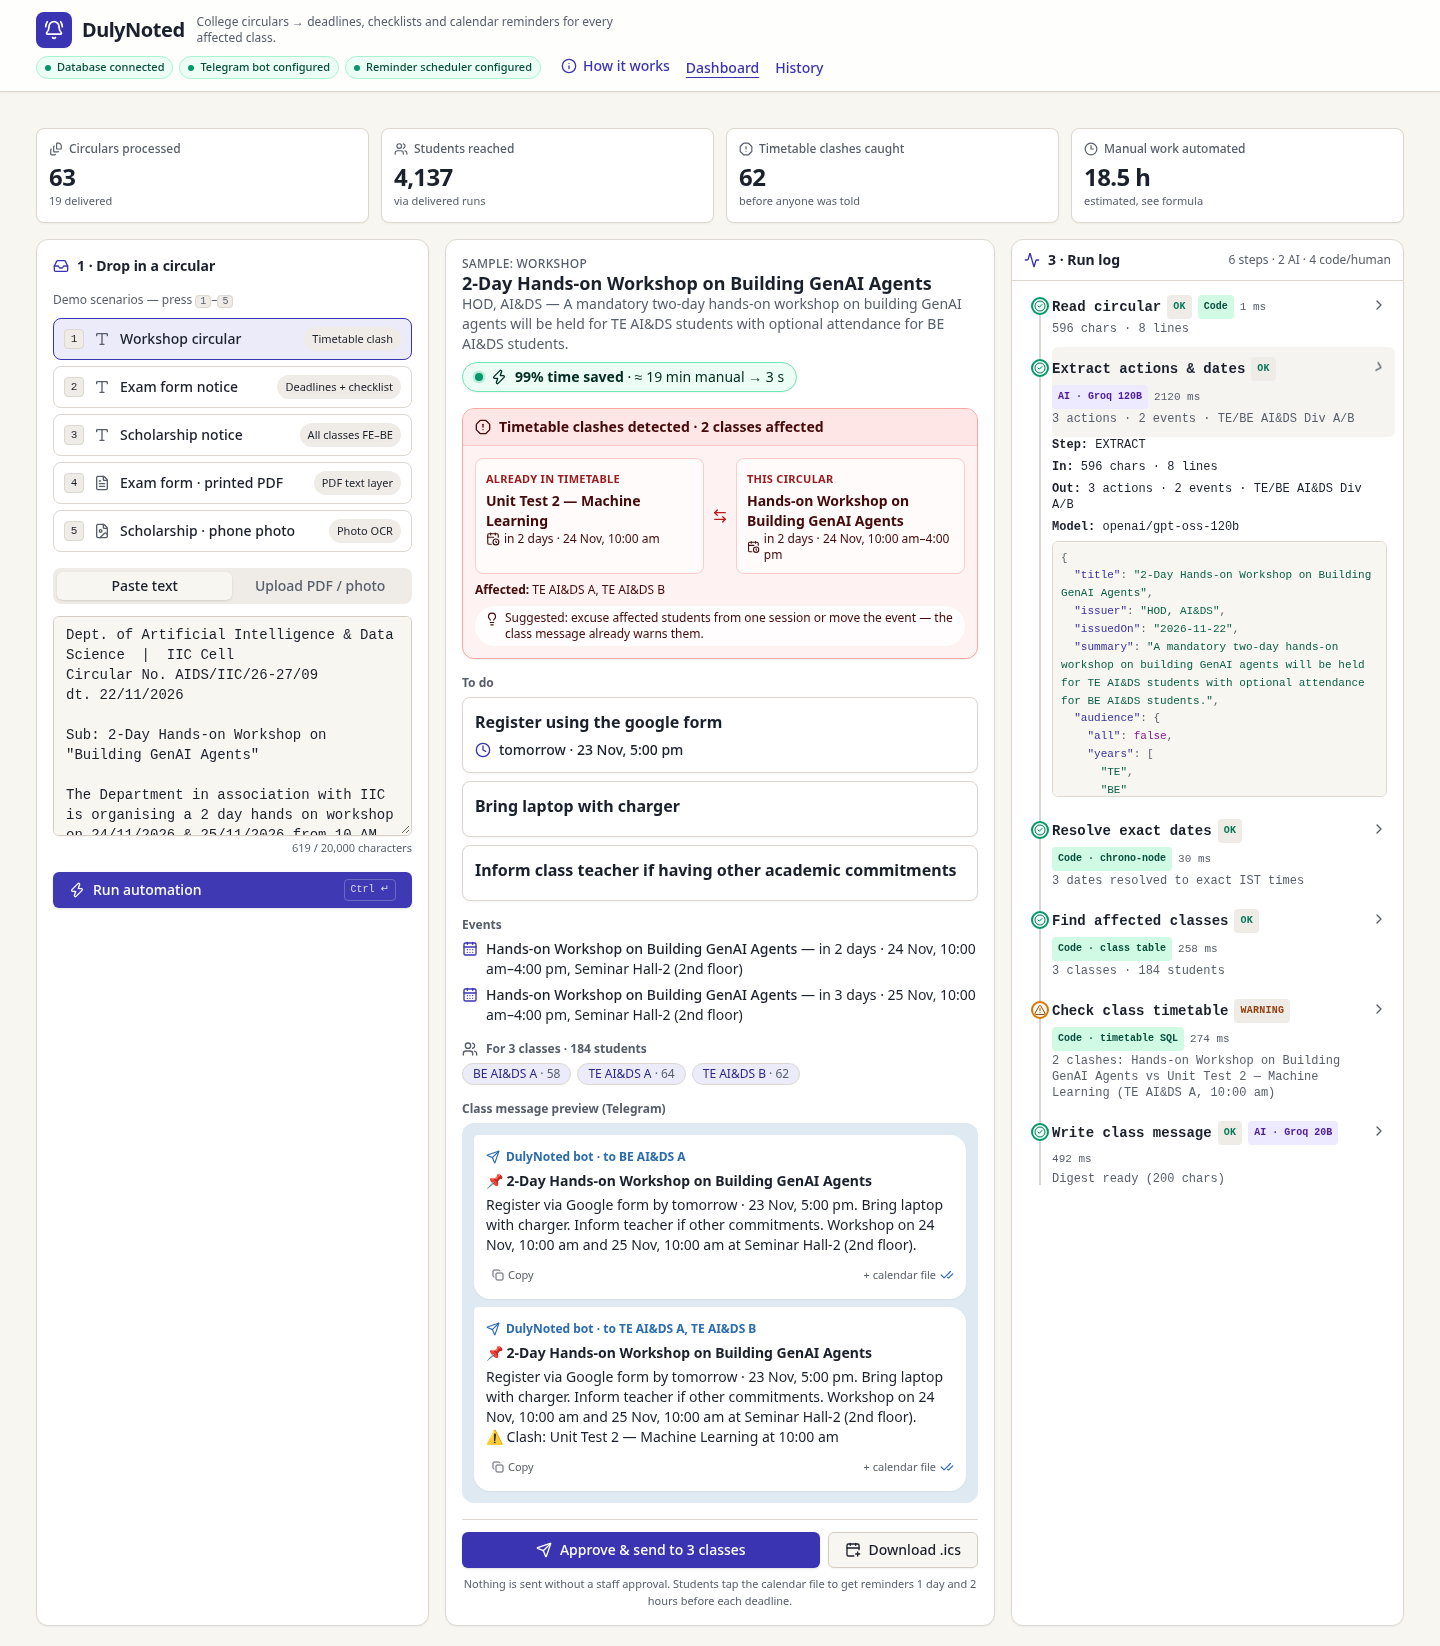 DulyNoted
College circulars → deadlines, checklists and calendar reminders for every
affected class.
Database connected
Telegram bot configured
Reminder scheduler configured
How it works
Dashboard
History
Circulars processed
63
19 delivered
Students reached
4,137
via delivered runs
Timetable clashes caught
62
before anyone was told
Manual work automated
18.5 h
estimated, see formula
1 · Drop in a circular
Demo scenarios — press 1–5
1 Workshop circular Timetable clash
2 Exam form notice Deadlines + checklist
3 Scholarship notice All classes FE–BE
4 Exam form · printed PDF PDF text layer
5 Scholarship · phone photo Photo OCR
Paste text
Upload PDF / photo
Dept. of Artificial Intelligence & Data
Science | IIC Cell
Circular No. AIDS/IIC/26-27/09
dt. 22/11/2026
Sub: 2-Day Hands-on Workshop on
"Building GenAI Agents"
The Department in association with IIC
is organising a 2 day hands on workshop
on 24/11/2026 & 25/11/2026 from 10 AM
619 / 20,000 characters
Run automation Ctrl ↵
SAMPLE: WORKSHOP
2-Day Hands-on Workshop on Building GenAI Agents
HOD, AI&DS — A mandatory two-day hands-on workshop on building GenAI
agents will be held for TE AI&DS students with optional attendance for BE
AI&DS students.
99% time saved · ≈ 19 min manual → 3 s
Timetable clashes detected · 2 classes affected
ALREADY IN TIMETABLE
Unit Test 2 — Machine
Learning
in 2 days · 24 Nov, 10:00 am
THIS CIRCULAR
Hands-on Workshop on
Building GenAI Agents
in 2 days · 24 Nov, 10:00 am–4:00
pm
Affected: TE AI&DS A, TE AI&DS B
Suggested: excuse affected students from one session or move the event — the
class message already warns them.
To do
Register using the google form
tomorrow · 23 Nov, 5:00 pm
Bring laptop with charger
Inform class teacher if having other academic commitments
Events
Hands-on Workshop on Building GenAI Agents — in 2 days · 24 Nov, 10:00
am–4:00 pm, Seminar Hall-2 (2nd floor)
Hands-on Workshop on Building GenAI Agents — in 3 days · 25 Nov, 10:00
am–4:00 pm, Seminar Hall-2 (2nd floor)
For 3 classes · 184 students
BE AI&DS A · 58
TE AI&DS A · 64
TE AI&DS B · 62
Class message preview (Telegram)
DulyNoted bot · to BE AI&DS A
📌 2-Day Hands-on Workshop on Building GenAI Agents
Register via Google form by tomorrow · 23 Nov, 5:00 pm. Bring laptop
with charger. Inform teacher if other commitments. Workshop on 24
Nov, 10:00 am and 25 Nov, 10:00 am at Seminar Hall-2 (2nd floor).
Copy
+ calendar file
DulyNoted bot · to TE AI&DS A, TE AI&DS B
📌 2-Day Hands-on Workshop on Building GenAI Agents
Register via Google form by tomorrow · 23 Nov, 5:00 pm. Bring laptop
with charger. Inform teacher if other commitments. Workshop on 24
Nov, 10:00 am and 25 Nov, 10:00 am at Seminar Hall-2 (2nd floor).
⚠️ Clash: Unit Test 2 — Machine Learning at 10:00 am
Copy
+ calendar file
Approve & send to 3 classes
Download .ics
Nothing is sent without a staff approval. Students tap the calendar file to get reminders 1 day and 2
hours before each deadline.
3 · Run log
6 steps · 2 AI · 4 code/human
Read circular OK Code 1 ms
596 chars · 8 lines
Extract actions & dates OK
AI · Groq 120B 2120 ms
3 actions · 2 events · TE/BE AI&DS Div A/B
Step: EXTRACT
In: 596 chars · 8 lines
Out: 3 actions · 2 events · TE/BE AI&DS Div
A/B
Model: openai/gpt-oss-120b
{
"title": "2-Day Hands-on Workshop on Building
GenAI Agents",
"issuer": "HOD, AI&DS",
"issuedOn": "2026-11-22",
"summary": "A mandatory two-day hands-on
workshop on building GenAI agents will be held
for TE AI&DS students with optional attendance
for BE AI&DS students.",
"audience": {
"all": false,
"years": [
"TE",
"BE"
Resolve exact dates OK
Code · chrono-node 30 ms
3 dates resolved to exact IST times
Find affected classes OK
Code · class table 258 ms
3 classes · 184 students
Check class timetable WARNING
Code · timetable SQL 274 ms
2 clashes: Hands-on Workshop on Building
GenAI Agents vs Unit Test 2 — Machine
Learning (TE AI&DS A, 10:00 am)
Write class message OK AI · Groq 20B
492 ms
Digest ready (200 chars)